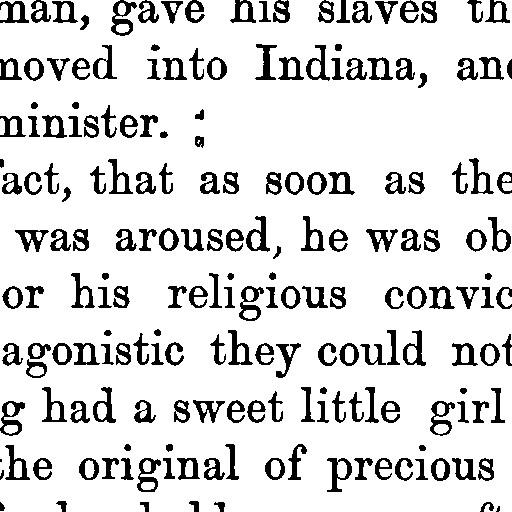 man, gave his slaves th
moved into Indiana, and
minister.
fact, that as soon as the
was aroused, he was ob
or his religious convic
agonistic they could not
g had a sweet little girl
the original of precious